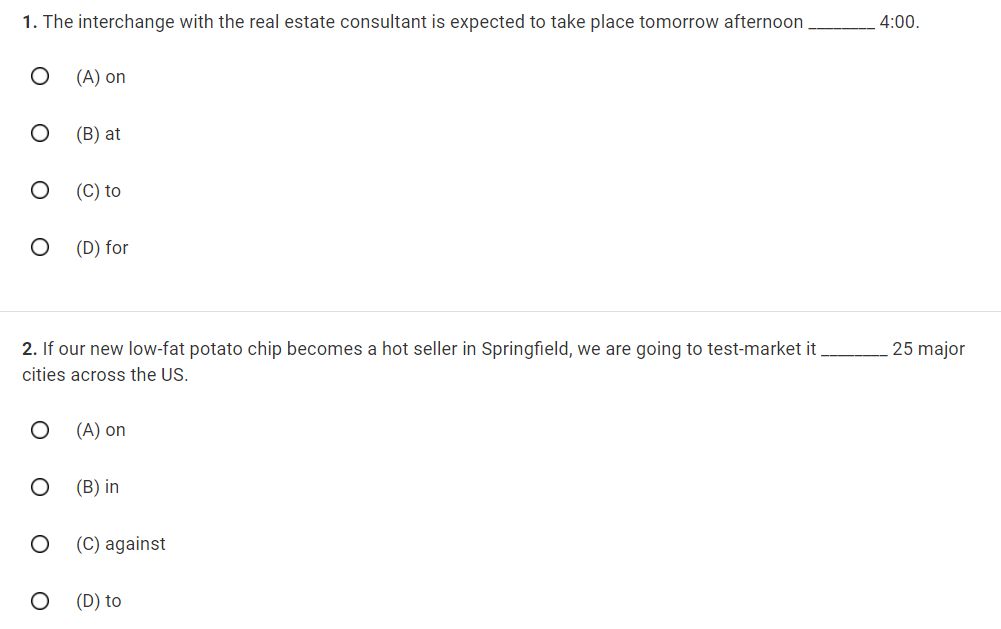 1. The interchange with the real estate consultant is expected to take place tomorrow afternoon ________ 4:00.
(A) on
(B) at
(C) to
(D) for
2. If our new low-fat potato chip becomes a hot seller in Springfield, we are going to test-market it ________ 25 major
cities across the US.
(A) on
(B) in
(C) against
(D) to